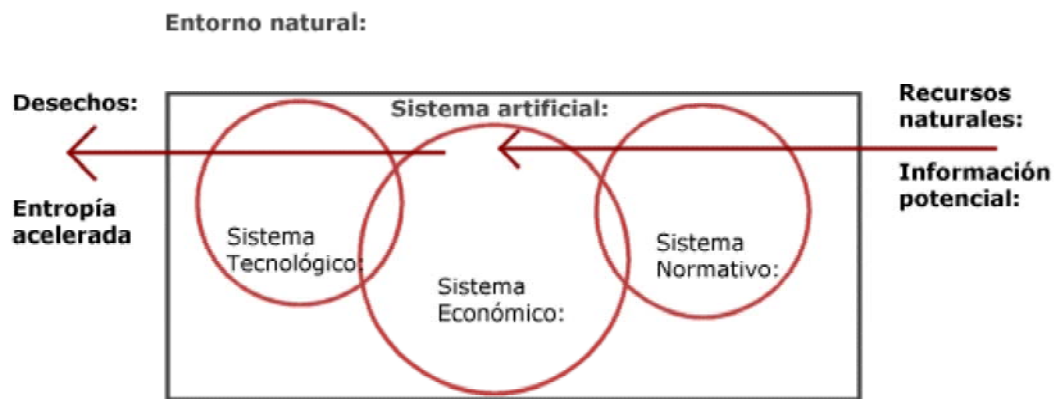 Entorno natural:
Desechos:
Sistema artificial:
Recursos
naturales:
Información
potencial:
Entropía
acelerada
Sistema
Tecnológico:
Sistema
Económico:
Sistema
Normativo: